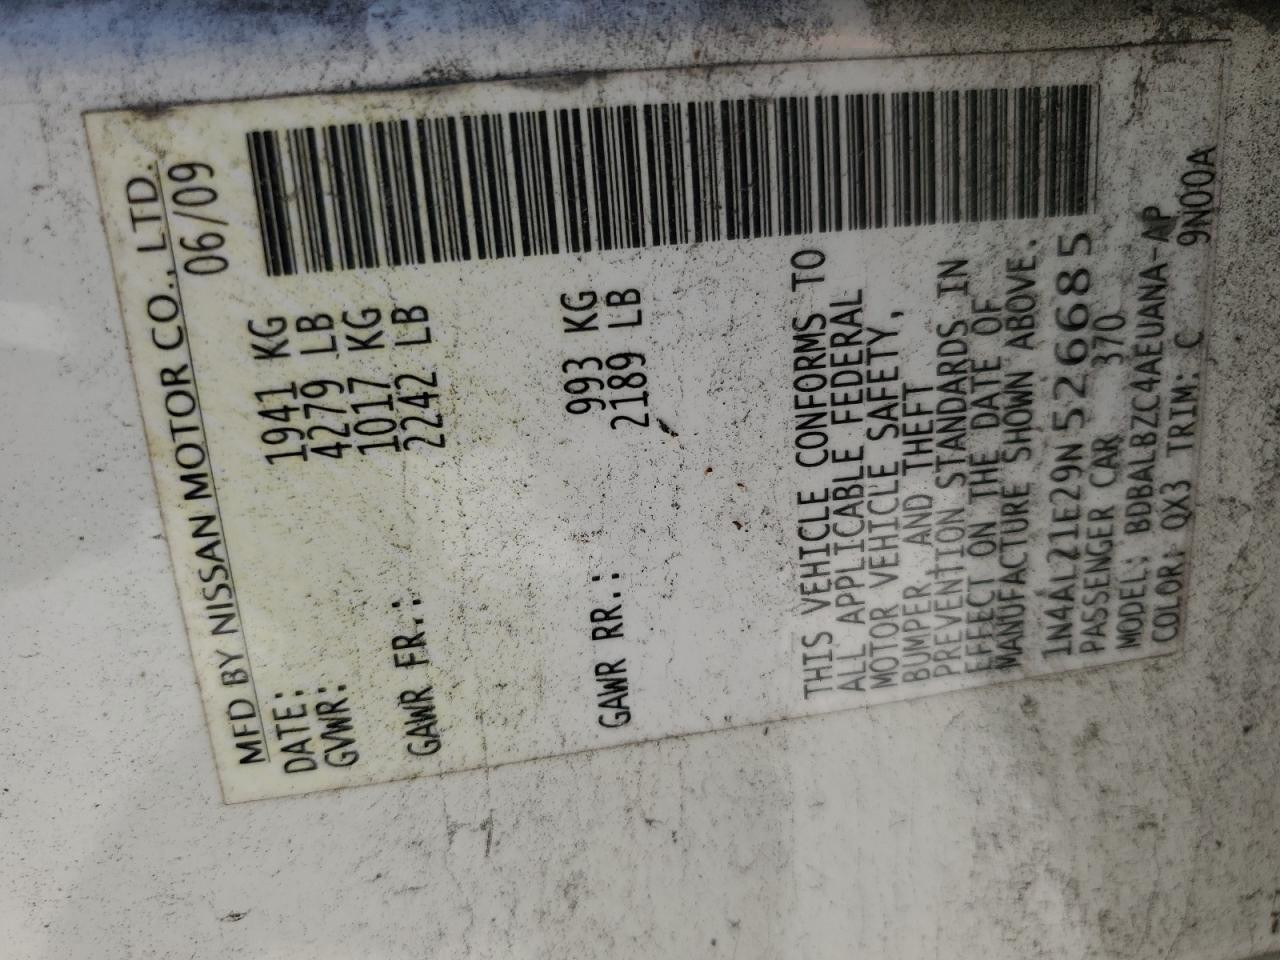 MFD BY NISSAN MOTOR CO., LTD.
DATE: 06/09
GVWR: 1941 KG
4279 LB
GAWR FR.: 1017 KG
2242 LB
GAWR RR.: 993 KG
2189 LB
THIS VEHICLE CONFORMS TO
ALL APPLICABLE FEDERAL
MOTOR VEHICLE SAFETY,
BUMPER AND THEFT
PREVENTION STANDARDS IN
EFFECT ON THE DATE OF
MANUFACTURE SHOWN ABOVE.
1N4AL21E29N526685
PASSENGER CAR 370
MODEL: BDBALBZC4AEUANA-AP
COLOR: QX3 TRIM: C 9N00A